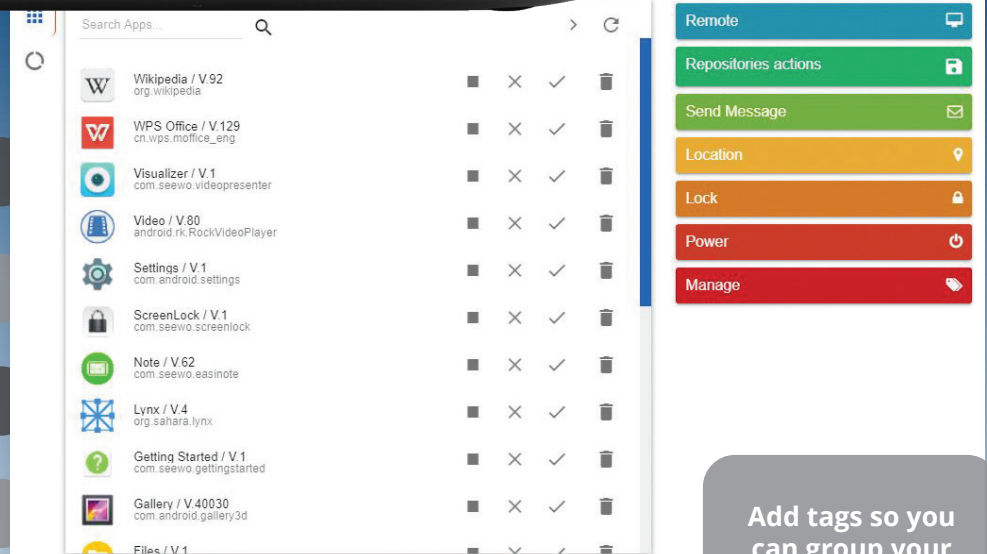 Search Apps...
Wikipedia / V.92
org.wikipedia
WPS Office / V.129
cn.wps.moffice_eng
Visualizer / V.1
com.seewo.videopresenter
Video / V.80
android.rk.RockVideoPlayer
Settings / V.1
com.android.settings
ScreenLock / V.1
com.seewo.screenlock
Note / V.62
com.seewo.easinote
Lynx / V.4
org.sahara.lynx
Getting Started / V.1
com.seewo.gettingstarted
Gallery / V.40030
com.android.gallery3d
Files / V.1
Remote
Repositories actions
Send Message
Location
Lock
Power
Manage
Add tags so you
can group your